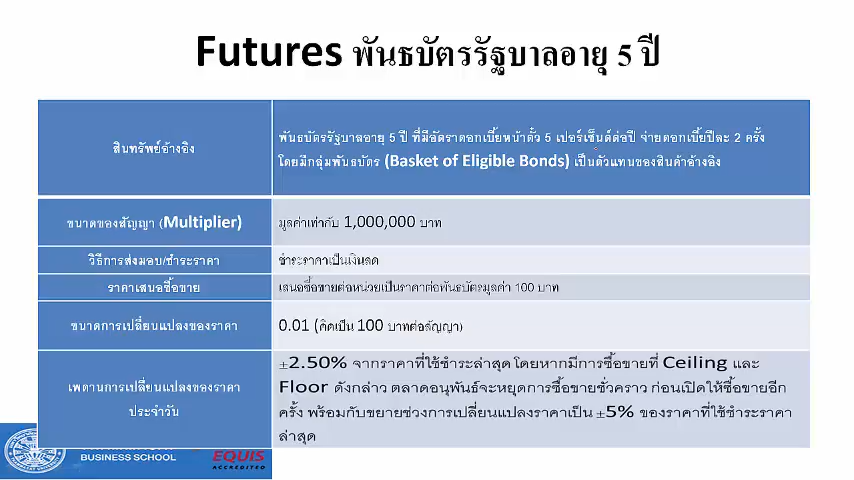 Futures พันธบัตรรัฐบาลอายุ 5 ปี
สินทรัพย์อ้างอิง
พันธบัตรรัฐบาลอายุ 5 ปี ที่มีอัตราดอกเบี้ยหน้าตั๋ว 5 เปอร์เซ็นต์ต่อปี จ่ายดอกเบี้ยปีละ 2 ครั้ง
โดยมีกลุ่มพันธบัตร (Basket of Eligible Bonds) เป็นตัวแทนของสินค้าอ้างอิง
ขนาดของสัญญา (Multiplier)
มูลค่าเท่ากับ 1,000,000 บาท
วิธีการส่งมอบ/ชำระราคา
ชำระราคาเป็นเงินสด
ราคาเสนอซื้อขาย
เสนอซื้อขายต่อหน่วยเป็นราคาต่อพันธบัตรมูลค่า 100 บาท
ขนาดการเปลี่ยนแปลงของราคา
0.01 (คิดเป็น 100 บาทต่อสัญญา)
เพดานการเปลี่ยนแปลงของราคา
ประจำวัน
±2.50% จากราคาที่ใช้ชำระล่าสุด โดยหากมีการซื้อขายที่ Ceiling และ
Floor ดังกล่าว ตลาดอนุพันธ์จะหยุดการซื้อขายชั่วคราว ก่อนเปิดให้ซื้อขายอีก
ครั้ง พร้อมกับขยายช่วงการเปลี่ยนแปลงราคาเป็น ±5% ของราคาที่ใช้ชำระราคา
ล่าสุด
BUSINESS SCHOOL
EQUIS
ACCREDITED